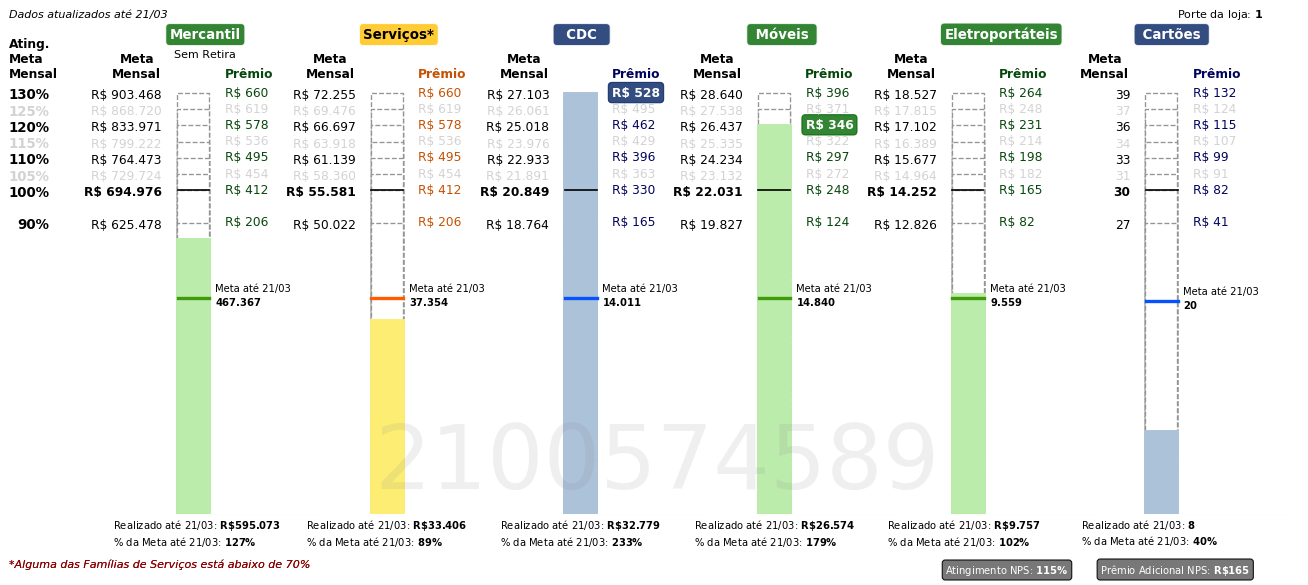 Dados atualizados até 21/03 Porte da loja: 1
Mercantil Serviços* CDC Móveis Eletroportáteis Cartões
Sem Retira
Ating. Meta Mensal Meta Mensal Prêmio Meta Mensal Prêmio Meta Mensal Prêmio Meta Mensal Prêmio Meta Mensal Prêmio Meta Mensal Prêmio
130% R$ 903.468 R$ 660 R$ 72.255 R$ 660 R$ 27.103 R$ 528 R$ 28.640 R$ 396 R$ 18.527 R$ 264 39 R$ 132
125% R$ 868.720 R$ 619 R$ 69.476 R$ 619 R$ 26.061 R$ 495 R$ 27.538 R$ 371 R$ 17.815 R$ 248 37 R$ 124
120% R$ 833.971 R$ 578 R$ 66.697 R$ 578 R$ 25.018 R$ 462 R$ 26.437 R$ 346 R$ 17.102 R$ 231 36 R$ 115
115% R$ 799.222 R$ 536 R$ 63.918 R$ 536 R$ 23.976 R$ 429 R$ 25.335 R$ 322 R$ 16.389 R$ 214 34 R$ 107
110% R$ 764.473 R$ 495 R$ 61.139 R$ 495 R$ 22.933 R$ 396 R$ 24.234 R$ 297 R$ 15.677 R$ 198 33 R$ 99
105% R$ 729.724 R$ 454 R$ 58.360 R$ 454 R$ 21.891 R$ 363 R$ 23.132 R$ 272 R$ 14.964 R$ 182 31 R$ 91
100% R$ 694.976 R$ 412 R$ 55.581 R$ 412 R$ 20.849 R$ 330 R$ 22.031 R$ 248 R$ 14.252 R$ 165 30 R$ 82
90% R$ 625.478 R$ 206 R$ 50.022 R$ 206 R$ 18.764 R$ 165 R$ 19.827 R$ 124 R$ 12.826 R$ 82 27 R$ 41
Meta até 21/03 Meta até 21/03 Meta até 21/03 Meta até 21/03 Meta até 21/03 Meta até 21/03
467.367 37.354 14.011 14.840 9.559 20
2100574589
Realizado até 21/03: R$595.073 Realizado até 21/03: R$33.406 Realizado até 21/03: R$32.779 Realizado até 21/03: R$26.574 Realizado até 21/03: R$9.757 Realizado até 21/03: 8
% da Meta até 21/03: 127% % da Meta até 21/03: 89% % da Meta até 21/03: 233% % da Meta até 21/03: 179% % da Meta até 21/03: 102% % da Meta até 21/03: 40%
*Alguma das Famílias de Serviços está abaixo de 70% Atingimento NPS: 115% Prêmio Adicional NPS: R$165